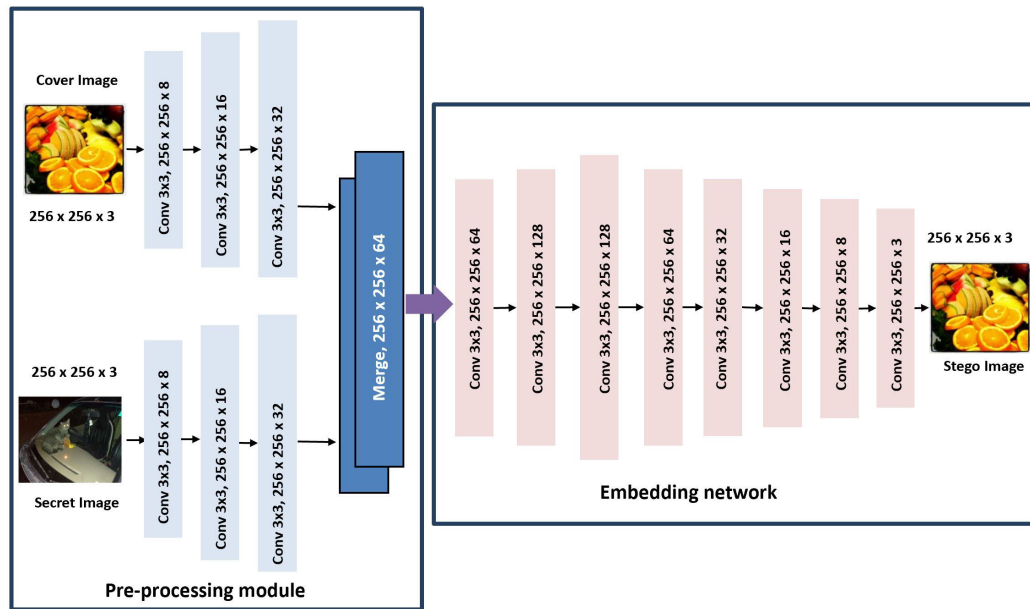 Cover Image
256 x 256 x 3
Conv 3x3, 256 x 256 x 8
Conv 3x3, 256 x 256 x 16
Conv 3x3, 256 x 256 x 32
256 x 256 x 3
Secret Image
Conv 3x3, 256 x 256 x 8
Conv 3x3, 256 x 256 x 16
Conv 3x3, 256 x 256 x 32
Merge, 256 x 256 x 64
Pre-processing module
Conv 3x3, 256 x 256 x 64
Conv 3x3, 256 x 256 x 128
Conv 3x3, 256 x 256 x 128
Conv 3x3, 256 x 256 x 64
Conv 3x3, 256 x 256 x 32
Conv 3x3, 256 x 256 x 16
Conv 3x3, 256 x 256 x 8
Conv 3x3, 256 x 256 x 3
256 x 256 x 3
Stego Image
Embedding network